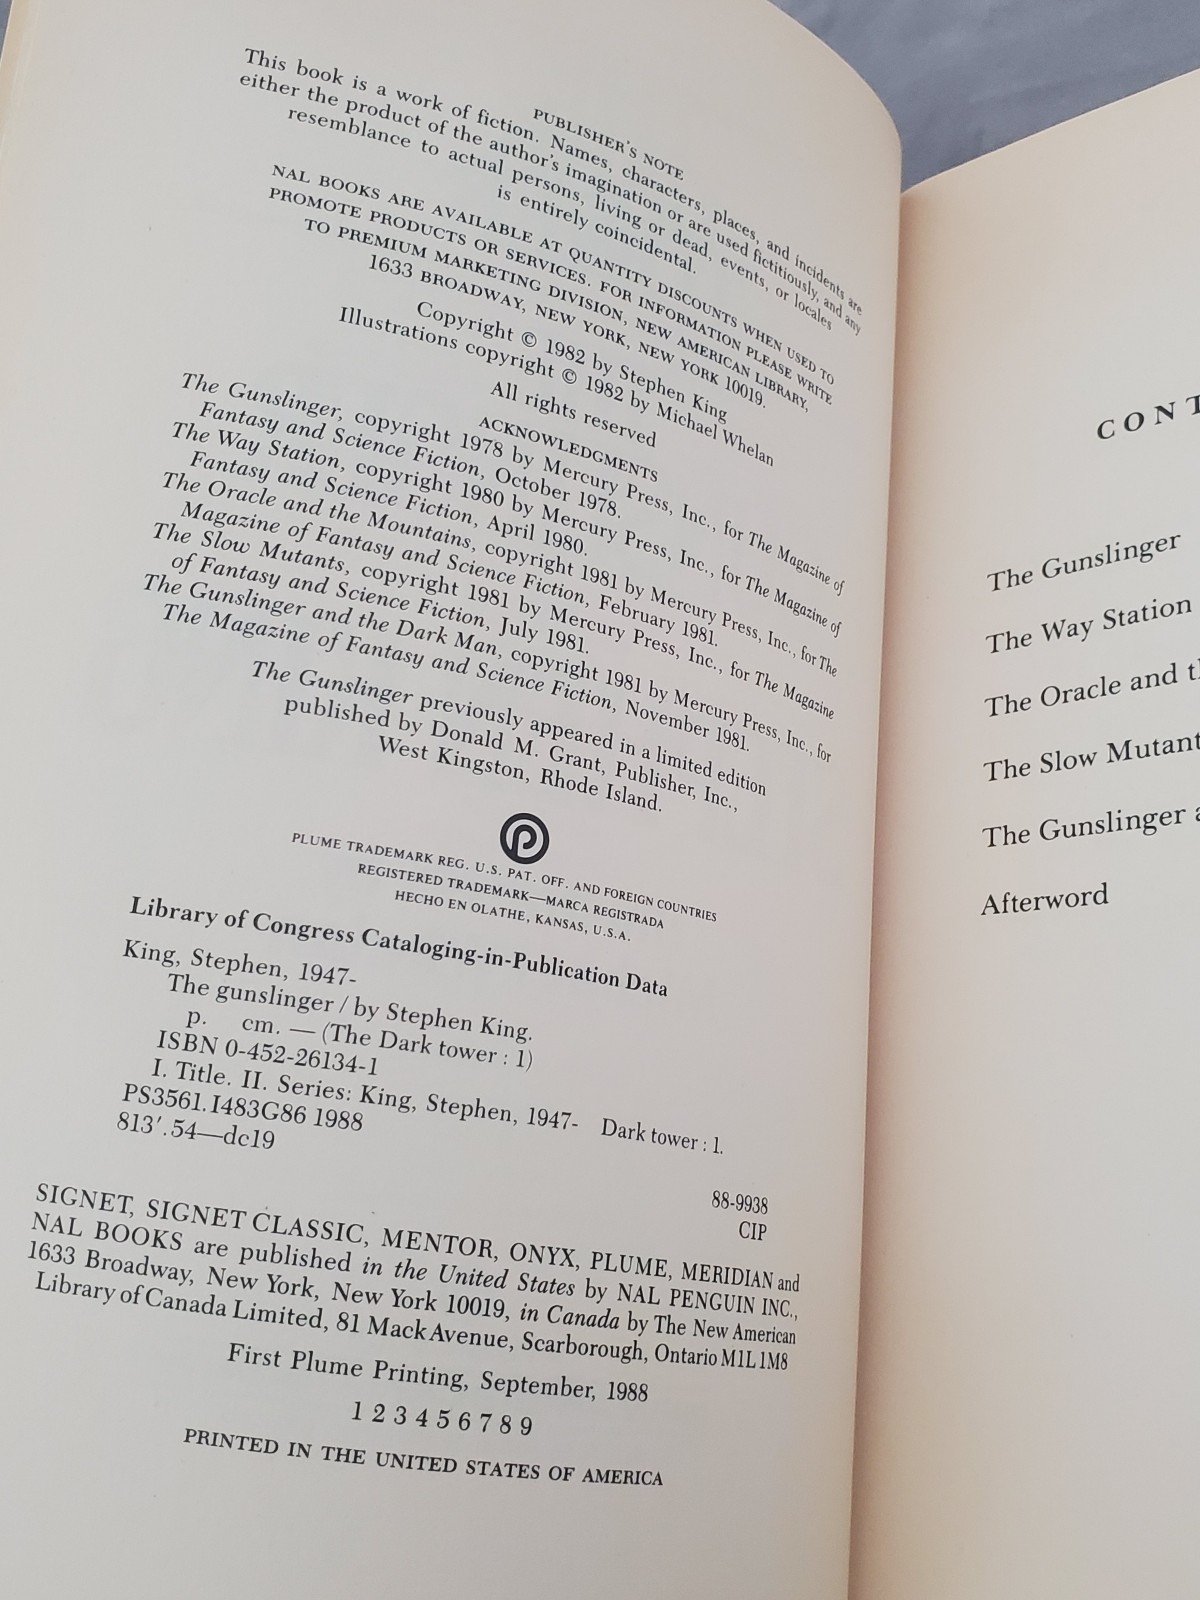 PUBLISHER'S NOTE
This book is a work of fiction. Names, characters, places, and incidents are
either the product of the author's imagination or are used fictitiously, and any
resemblance to actual persons, living or dead, events, or locales
is entirely coincidental.
NAL BOOKS ARE AVAILABLE AT QUANTITY DISCOUNTS WHEN USED TO
PROMOTE PRODUCTS OR SERVICES. FOR INFORMATION PLEASE WRITE
TO PREMIUM MARKETING DIVISION, NEW AMERICAN LIBRARY,
1633 BROADWAY, NEW YORK, NEW YORK 10019.
Copyright © 1982 by Stephen King
Illustrations copyright © 1982 by Michael Whelan
All rights reserved
ACKNOWLEDGMENTS
The Gunslinger, copyright 1978 by Mercury Press, Inc., for The Magazine of
Fantasy and Science Fiction, October 1978.
The Way Station, copyright 1980 by Mercury Press, Inc., for The Magazine of
Fantasy and Science Fiction, April 1980.
The Oracle and the Mountains, copyright 1981 by Mercury Press, Inc., for The
Magazine of Fantasy and Science Fiction, February 1981.
The Slow Mutants, copyright 1981 by Mercury Press, Inc., for The Magazine
of Fantasy and Science Fiction, July 1981.
The Gunslinger and the Dark Man, copyright 1981 by Mercury Press, Inc., for
The Magazine of Fantasy and Science Fiction, November 1981.
The Gunslinger previously appeared in a limited edition
published by Donald M. Grant, Publisher, Inc.,
West Kingston, Rhode Island.
P
PLUME TRADEMARK REG. U.S. PAT. OFF. AND FOREIGN COUNTRIES
REGISTERED TRADEMARK—MARCA REGISTRADA
HECHO EN OLATHE, KANSAS, U.S.A.
Library of Congress Cataloging-in-Publication Data
King, Stephen, 1947-
The gunslinger / by Stephen King.
p. cm. — (The Dark tower : 1)
ISBN 0-452-26134-1
I. Title. II. Series: King, Stephen, 1947- Dark tower : 1.
PS3561.I483G86 1988
813'.54—dc19
88-9938
CIP
SIGNET, SIGNET CLASSIC, MENTOR, ONYX, PLUME, MERIDIAN and
NAL BOOKS are published in the United States by NAL PENGUIN INC.,
1633 Broadway, New York, New York 10019, in Canada by The New American
Library of Canada Limited, 81 Mack Avenue, Scarborough, Ontario M1L 1M8
First Plume Printing, September, 1988
1 2 3 4 5 6 7 8 9
PRINTED IN THE UNITED STATES OF AMERICA
CONT
The Gunslinger
The Way Station
The Oracle and th
The Slow Mutant
The Gunslinger a
Afterword